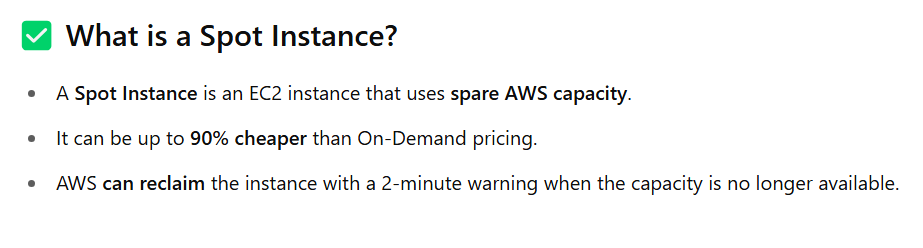 ✅ What is a Spot Instance?
• A Spot Instance is an EC2 instance that uses spare AWS capacity.
• It can be up to 90% cheaper than On-Demand pricing.
• AWS can reclaim the instance with a 2-minute warning when the capacity is no longer available.